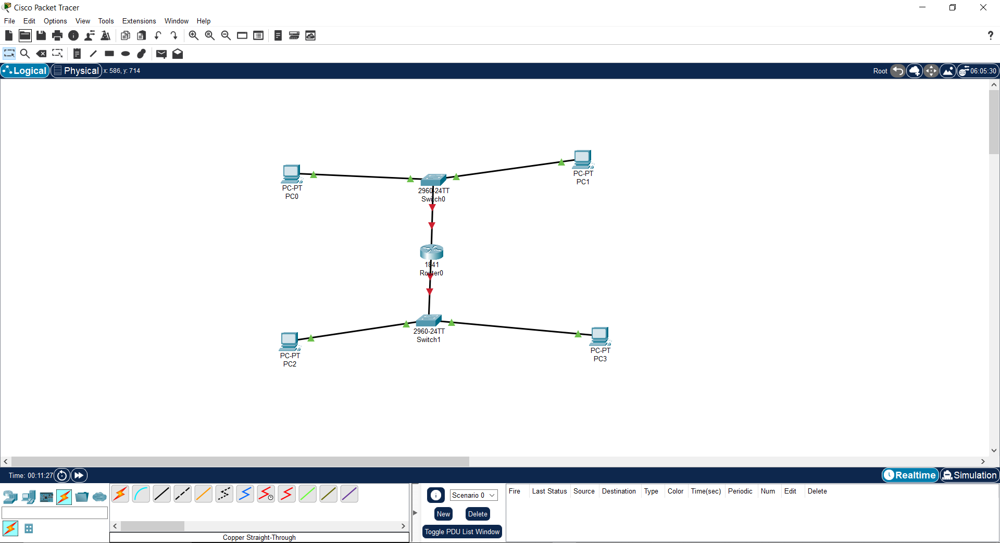 Cisco Packet Tracer
File Edit Options View Tools Extensions Window Help
?
Logical Physical x: 586, y: 714 Root 06:05:30
PC-PT
PC0
2960-24TT
Switch0
PC-PT
PC1
1841
Router0
2960-24TT
Switch1
PC-PT
PC2
PC-PT
PC3
Time: 00:11:27 Realtime Simulation
Scenario 0
New Delete
Toggle PDU List Window
Fire Last Status Source Destination Type Color Time(sec) Periodic Num Edit Delete
Copper Straight-Through